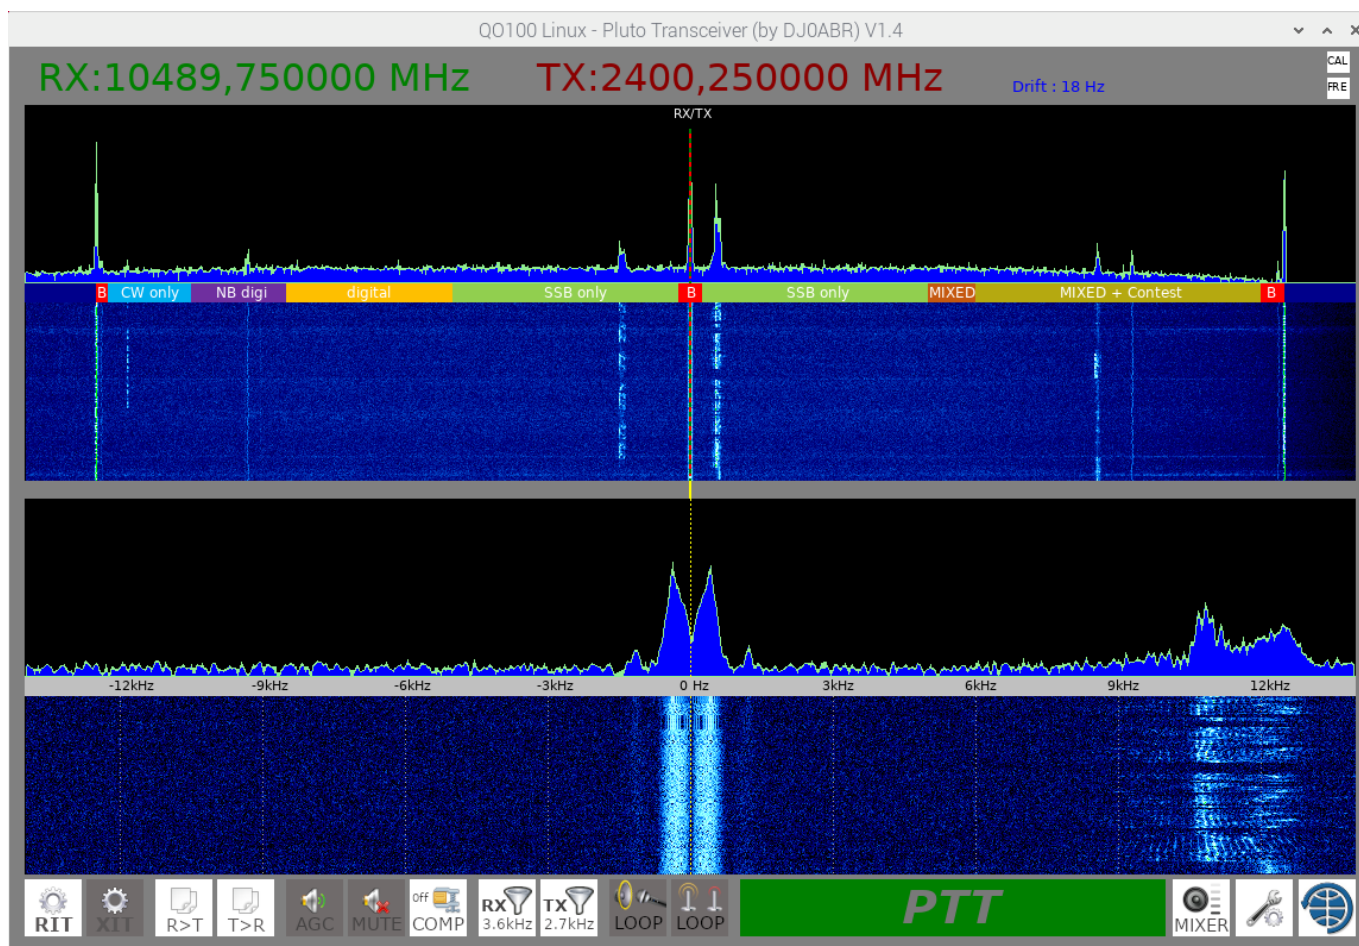 QO100 Linux - Pluto Transceiver (by DJ0ABR) V1.4
RX:10489,750000 MHz TX:2400,250000 MHz Drift : 18 Hz CAL
FRE
RX/TX
B CW only NB digi digital SSB only B SSB only MIXED MIXED + Contest B
-12kHz -9kHz -6kHz -3kHz 0 Hz 3kHz 6kHz 9kHz 12kHz
RIT XIT R>T T>R AGC MUTE Off COMP RX 3.6kHz TX 2.7kHz LOOP LOOP PTT MIXER